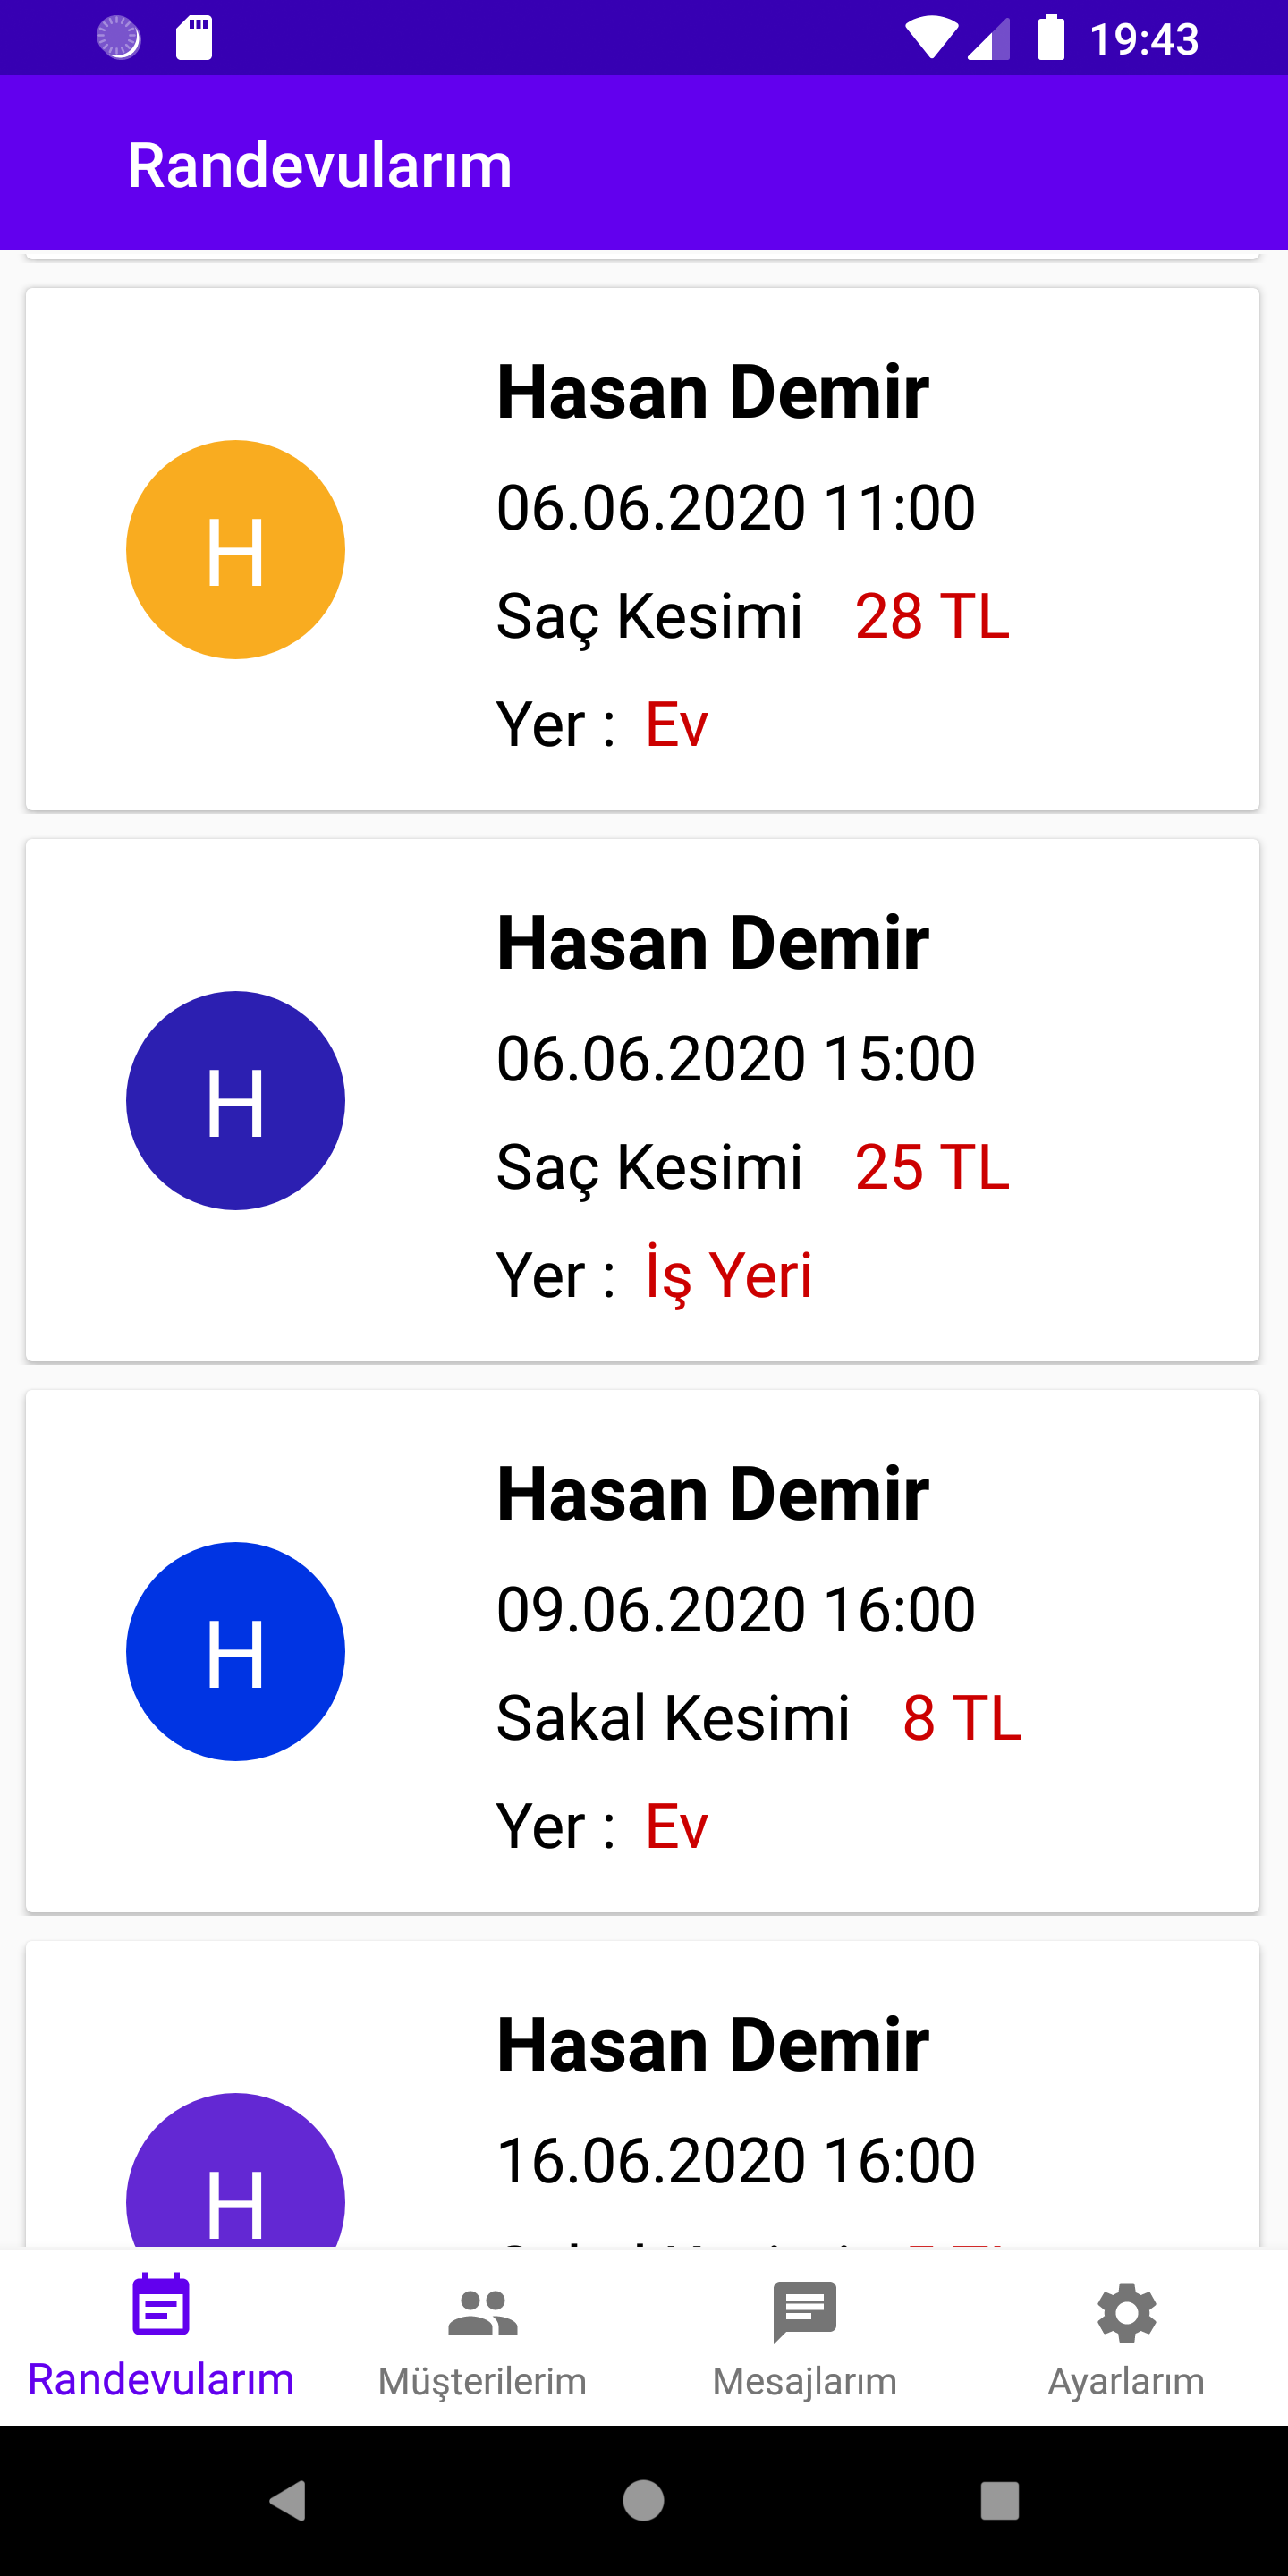 19:43
Randevularım
Hasan Demir
H
06.06.2020 11:00
Saç Kesimi 28 TL
Yer : Ev
Hasan Demir
H
06.06.2020 15:00
Saç Kesimi 25 TL
Yer : İş Yeri
Hasan Demir
H
09.06.2020 16:00
Sakal Kesimi 8 TL
Yer : Ev
Hasan Demir
H
16.06.2020 16:00
Randevularım Müşterilerim Mesajlarım Ayarlarım